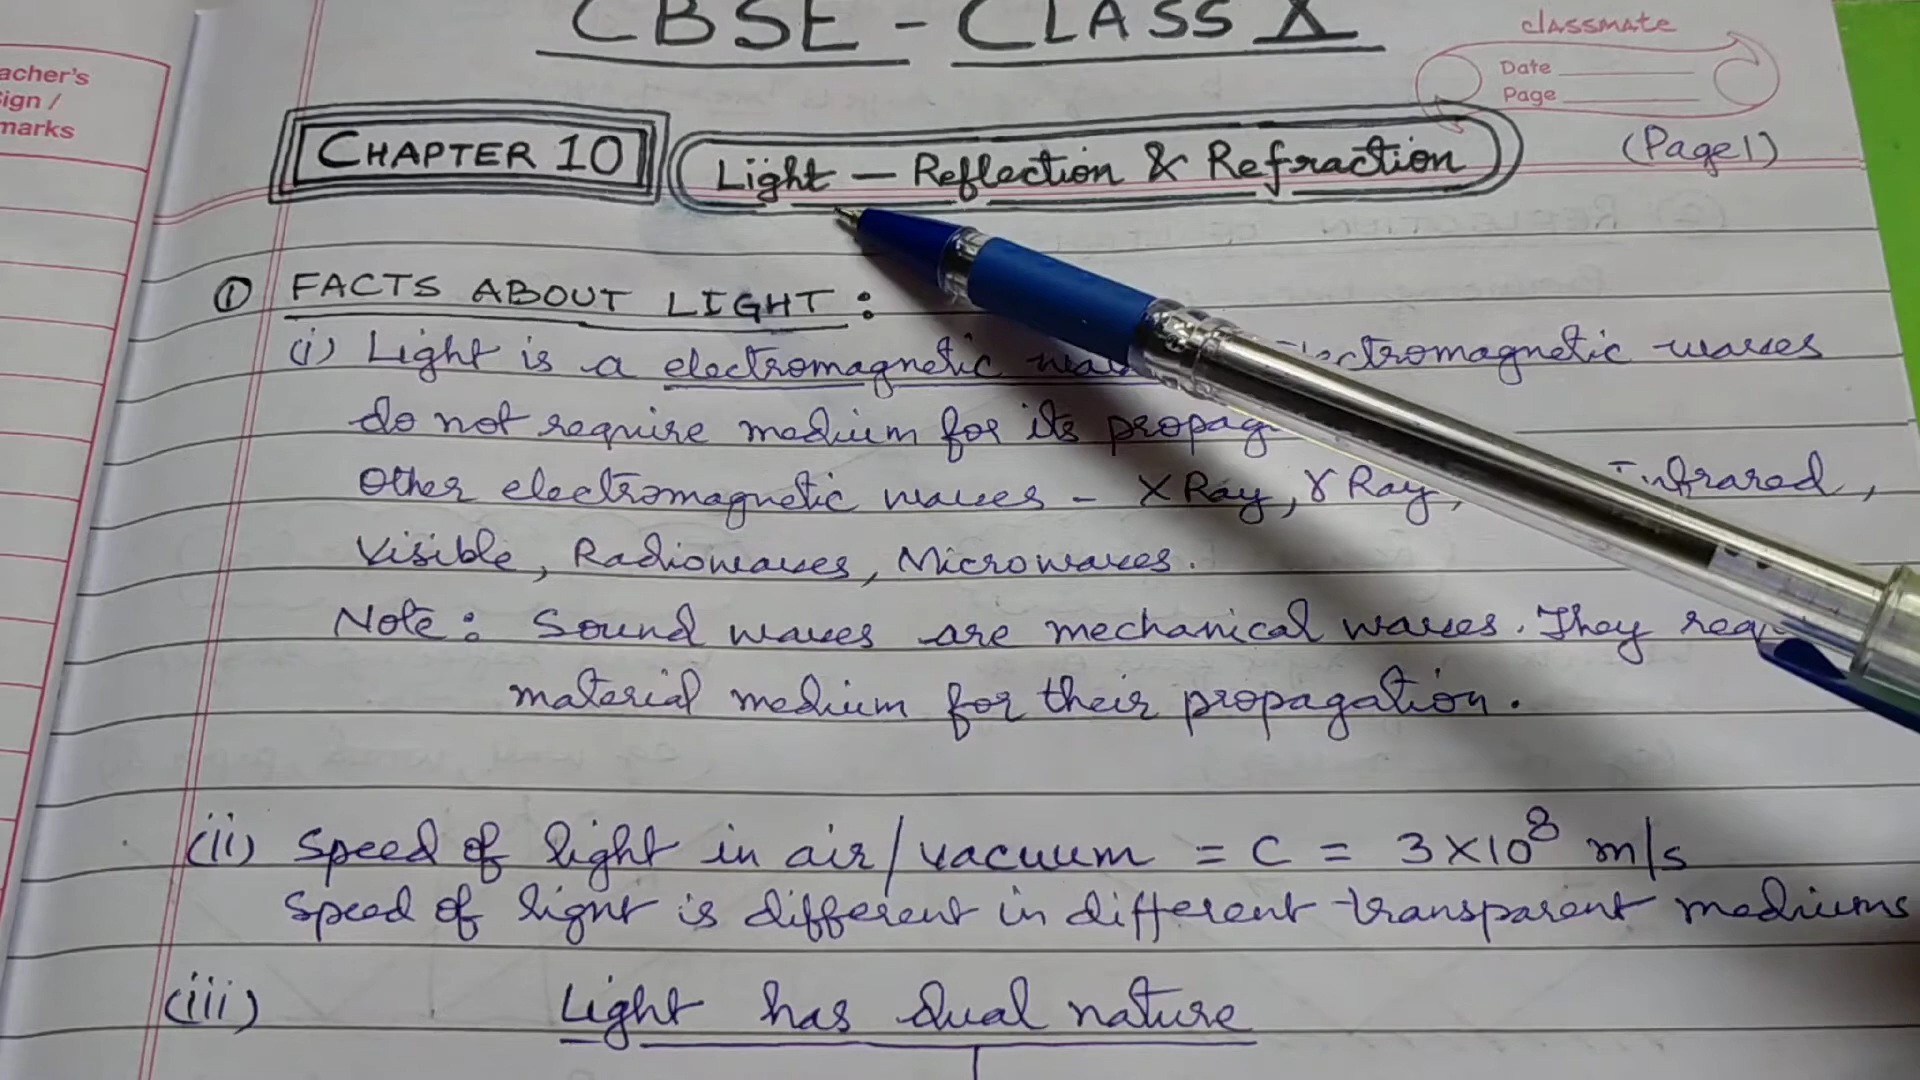 CBSE - CLASS X
classmate
Date
Page
acher's
ign /
marks
CHAPTER 10
Light — Reflection & Refraction
(Page 1)
① FACTS ABOUT LIGHT :
(i) Light is a electromagnetic waves
do not require medium for its
Other electromagnetic waves - X Ray, γ Ray, Infrared,
Visible, Radiowaves, Microwaves.
Note : Sound waves are mechanical waves. They
material medium for their propagation.
(ii) Speed of light in air/vacuum = C = 3×10⁸ m/s
Speed of light is different in different transparent mediums
(iii) Light has dual nature